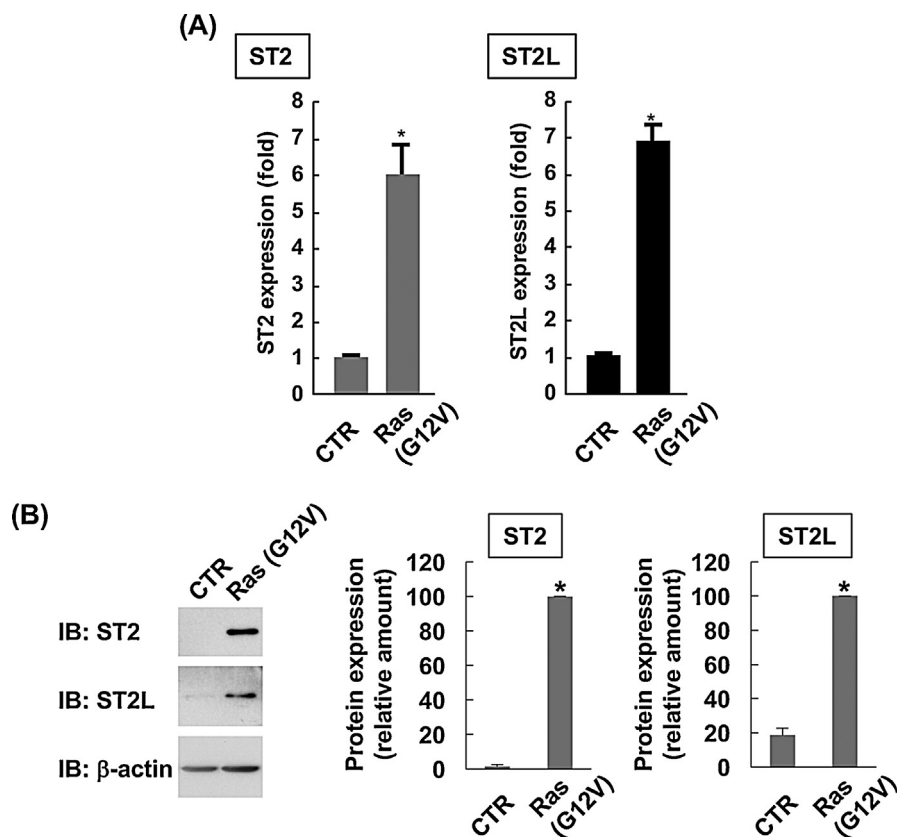 (A)
ST2
ST2 expression (fold)
8
7
6
5
4
3
2
1
0
*
CTR
Ras
(G12V)
ST2L
ST2L expression (fold)
8
7
6
5
4
3
2
1
0
*
CTR
Ras
(G12V)
(B)
CTR
Ras (G12V)
IB: ST2
IB: ST2L
IB: β-actin
ST2
Protein expression
(relative amount)
120
100
80
60
40
20
0
*
CTR
Ras
(G12V)
ST2L
Protein expression
(relative amount)
120
100
80
60
40
20
0
*
CTR
Ras
(G12V)